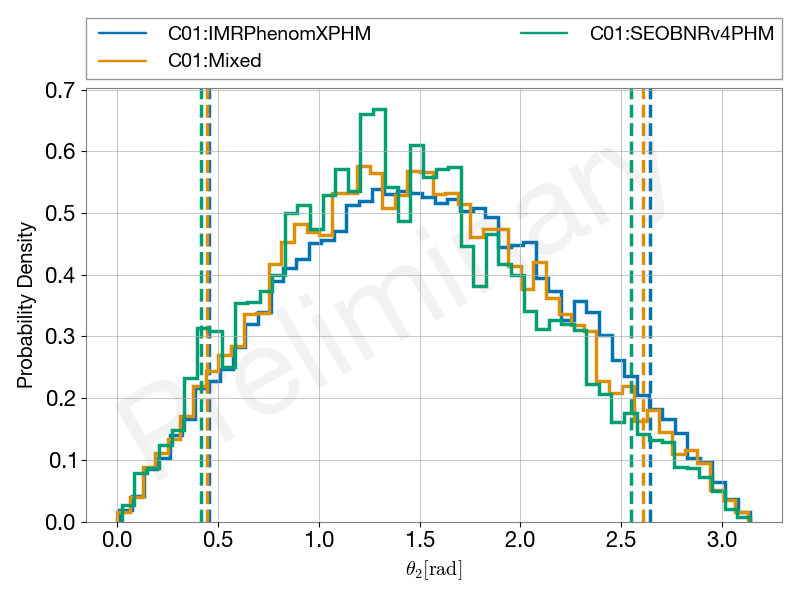 C01:IMRPhenomXPHM
C01:SEOBNRv4PHM
C01:Mixed
0.7
0.6
0.5
0.4
0.3
0.2
0.1
0.0
Probability Density
Preliminary
0.0 0.5 1.0 1.5 2.0 2.5 3.0
θ₂[rad]